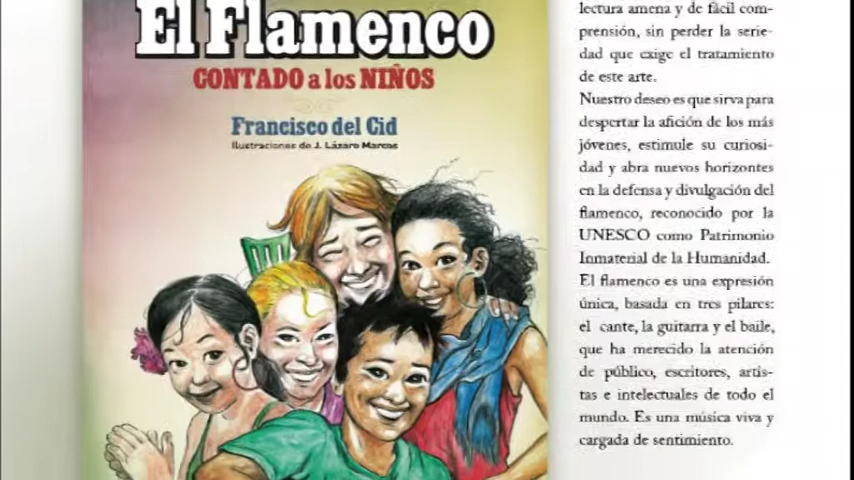 El Flamenco
CONTADO a los NIÑOS
Francisco del Cid
Ilustraciones de J. Lázaro Marcos
lectura amena y de fácil com-
prensión, sin perder la serie-
dad que exige el tratamiento
de este arte.
Nuestro deseo es que sirva para
despertar la afición de los más
jóvenes, estimule su curiosi-
dad y abra nuevos horizontes
en la defensa y divulgación del
flamenco, reconocido por la
UNESCO como Patrimonio
Inmaterial de la Humanidad.
El flamenco es una expresión
única, basada en tres pilares:
el cante, la guitarra y el baile,
que ha merecido la atención
de público, escritores, artis-
tas e intelectuales de todo el
mundo. Es una música viva y
cargada de sentimiento.